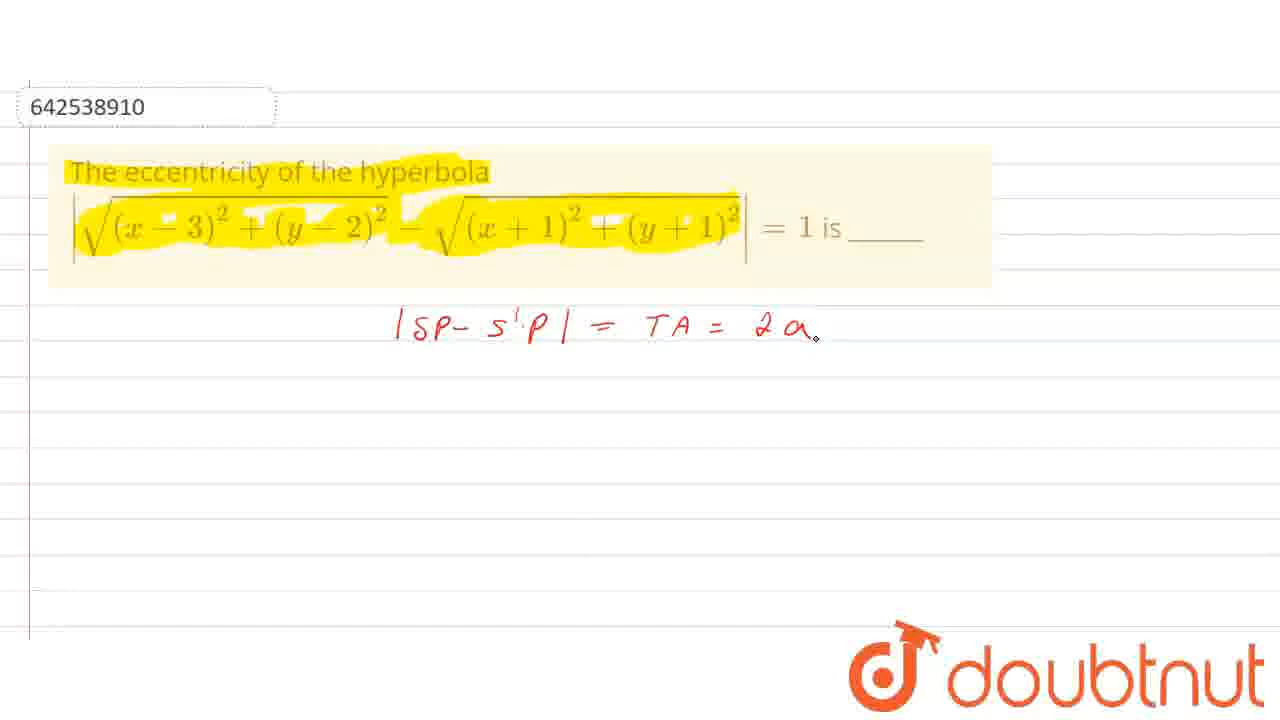 642538910
The eccentricity of the hyperbola
|√(x − 3)² + (y − 2)² − √(x + 1)² + (y + 1)²| = 1 is _____
|SP − S'P| = TA = 2a
doubtnut